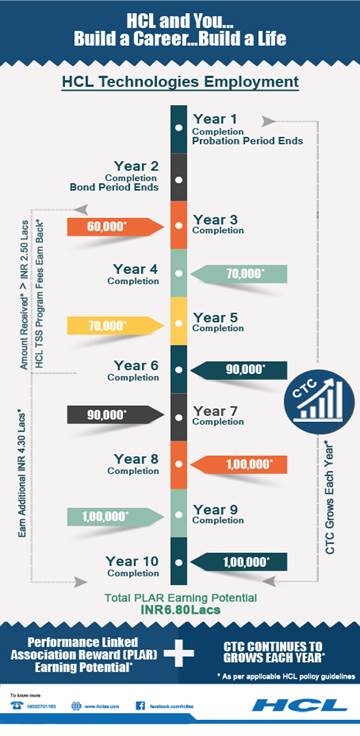 HCL and You...
Build a Career...Build a Life
HCL Technologies Employment
Year 1
Completion
Probation Period Ends
Year 2
Completion
Bond Period Ends
60,000*
Year 3
Completion
Year 4
Completion
70,000*
70,000*
Year 5
Completion
Year 6
Completion
90,000*
90,000*
Year 7
Completion
Year 8
Completion
1,00,000*
1,00,000*
Year 9
Completion
Year 10
Completion
1,00,000*
Amount Received* > INR 2.50 Lacs
HCL TSS Program Fees Earn Back*
Earn Additional INR 4.30 Lacs*
CTC
CTC Grows Each Year*
Total PLAR Earning Potential
INR6.80Lacs
Performance Linked
Association Reward (PLAR)
Earning Potential*
+
CTC CONTINUES TO
GROWS EACH YEAR*
* As per applicable HCL policy guidelines
To know more
www.hcltss.com
facebook.com/hcltss
HCL